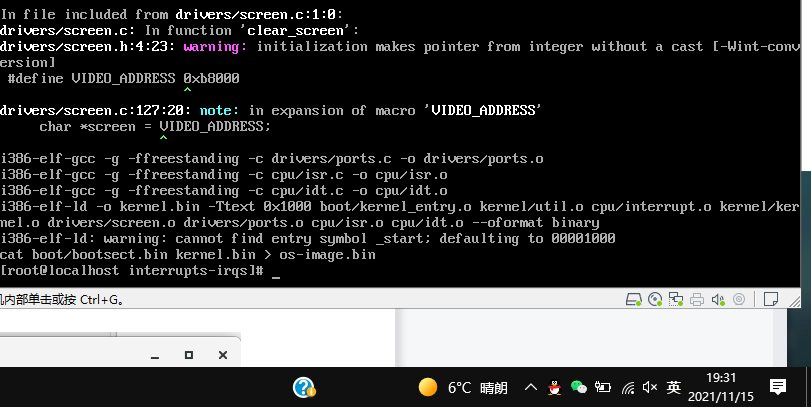 In file included from drivers/screen.c:1:0:
drivers/screen.c: In function 'clear_screen':
drivers/screen.h:4:23: warning: initialization makes pointer from integer without a cast [-Wint-conv
ersion]
 #define VIDEO_ADDRESS 0xb8000
                       ^
drivers/screen.c:127:20: note: in expansion of macro 'VIDEO_ADDRESS'
     char *screen = VIDEO_ADDRESS;
                    ^
i386-elf-gcc -g -ffreestanding -c drivers/ports.c -o drivers/ports.o
i386-elf-gcc -g -ffreestanding -c cpu/isr.c -o cpu/isr.o
i386-elf-gcc -g -ffreestanding -c cpu/idt.c -o cpu/idt.o
i386-elf-ld -o kernel.bin -Ttext 0x1000 boot/kernel_entry.o kernel/util.o cpu/interrupt.o kernel/ker
nel.o drivers/screen.o drivers/ports.o cpu/isr.o cpu/idt.o --oformat binary
i386-elf-ld: warning: cannot find entry symbol _start; defaulting to 00001000
cat boot/bootsect.bin kernel.bin > os-image.bin
[root@localhost interrupts-irqs]# _
内部单击或按 Ctrl+G。
6°C 晴朗
英
19:31
2021/11/15